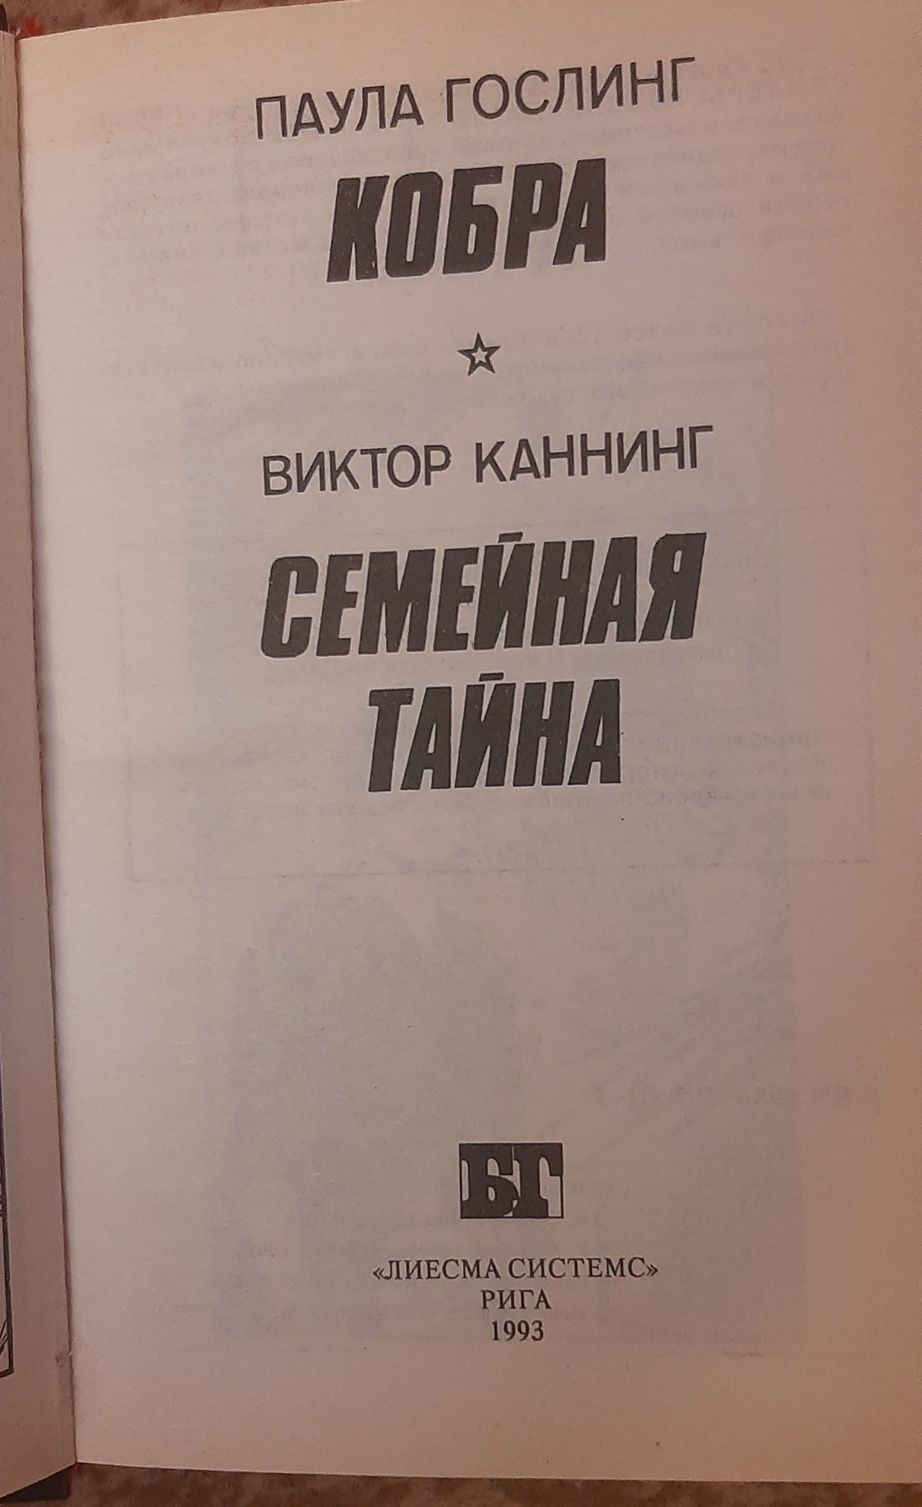 ПАУЛА ГОСЛИНГ
КОБРА
ВИКТОР КАННИНГ
СЕМЕЙНАЯ
ТАЙНА
БГ
«ЛИЕСМА СИСТЕМС»
РИГА
1993